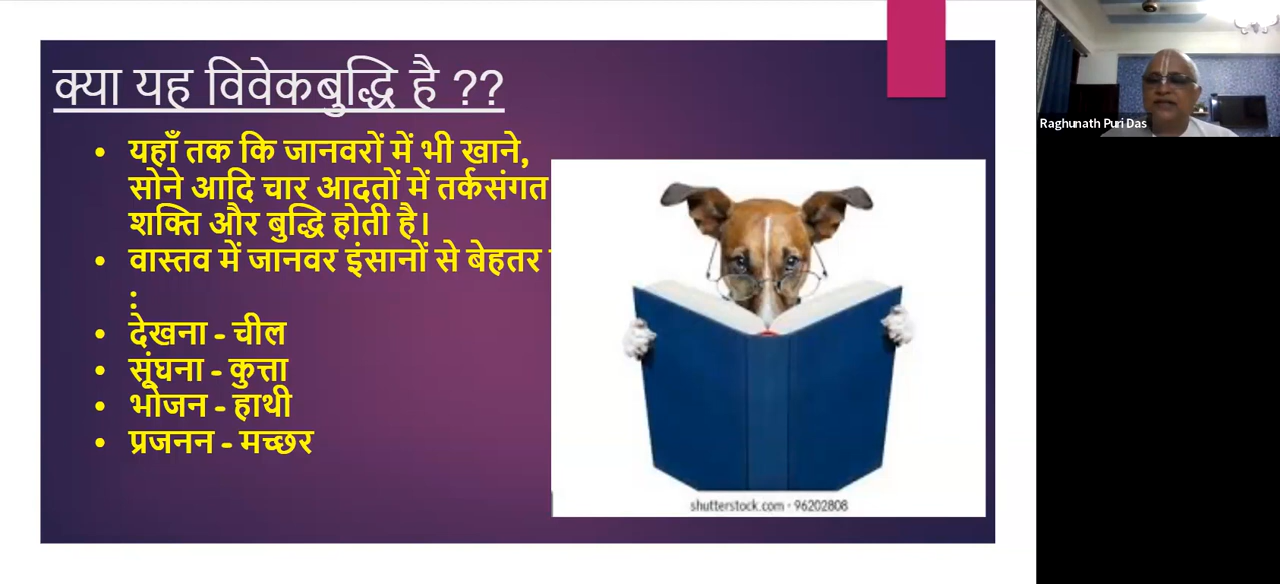 क्या यह विवेकबुद्धि है ??
• यहाँ तक कि जानवरों में भी खाने,
सोने आदि चार आदतों में तर्कसंगत
शक्ति और बुद्धि होती है।
• वास्तव में जानवर इंसानों से बेहतर
:
• देखना - चील
• सूंघना - कुत्ता
• भोजन - हाथी
• प्रजनन - मच्छर
shutterstock.com · 96202808
Raghunath Puri Das